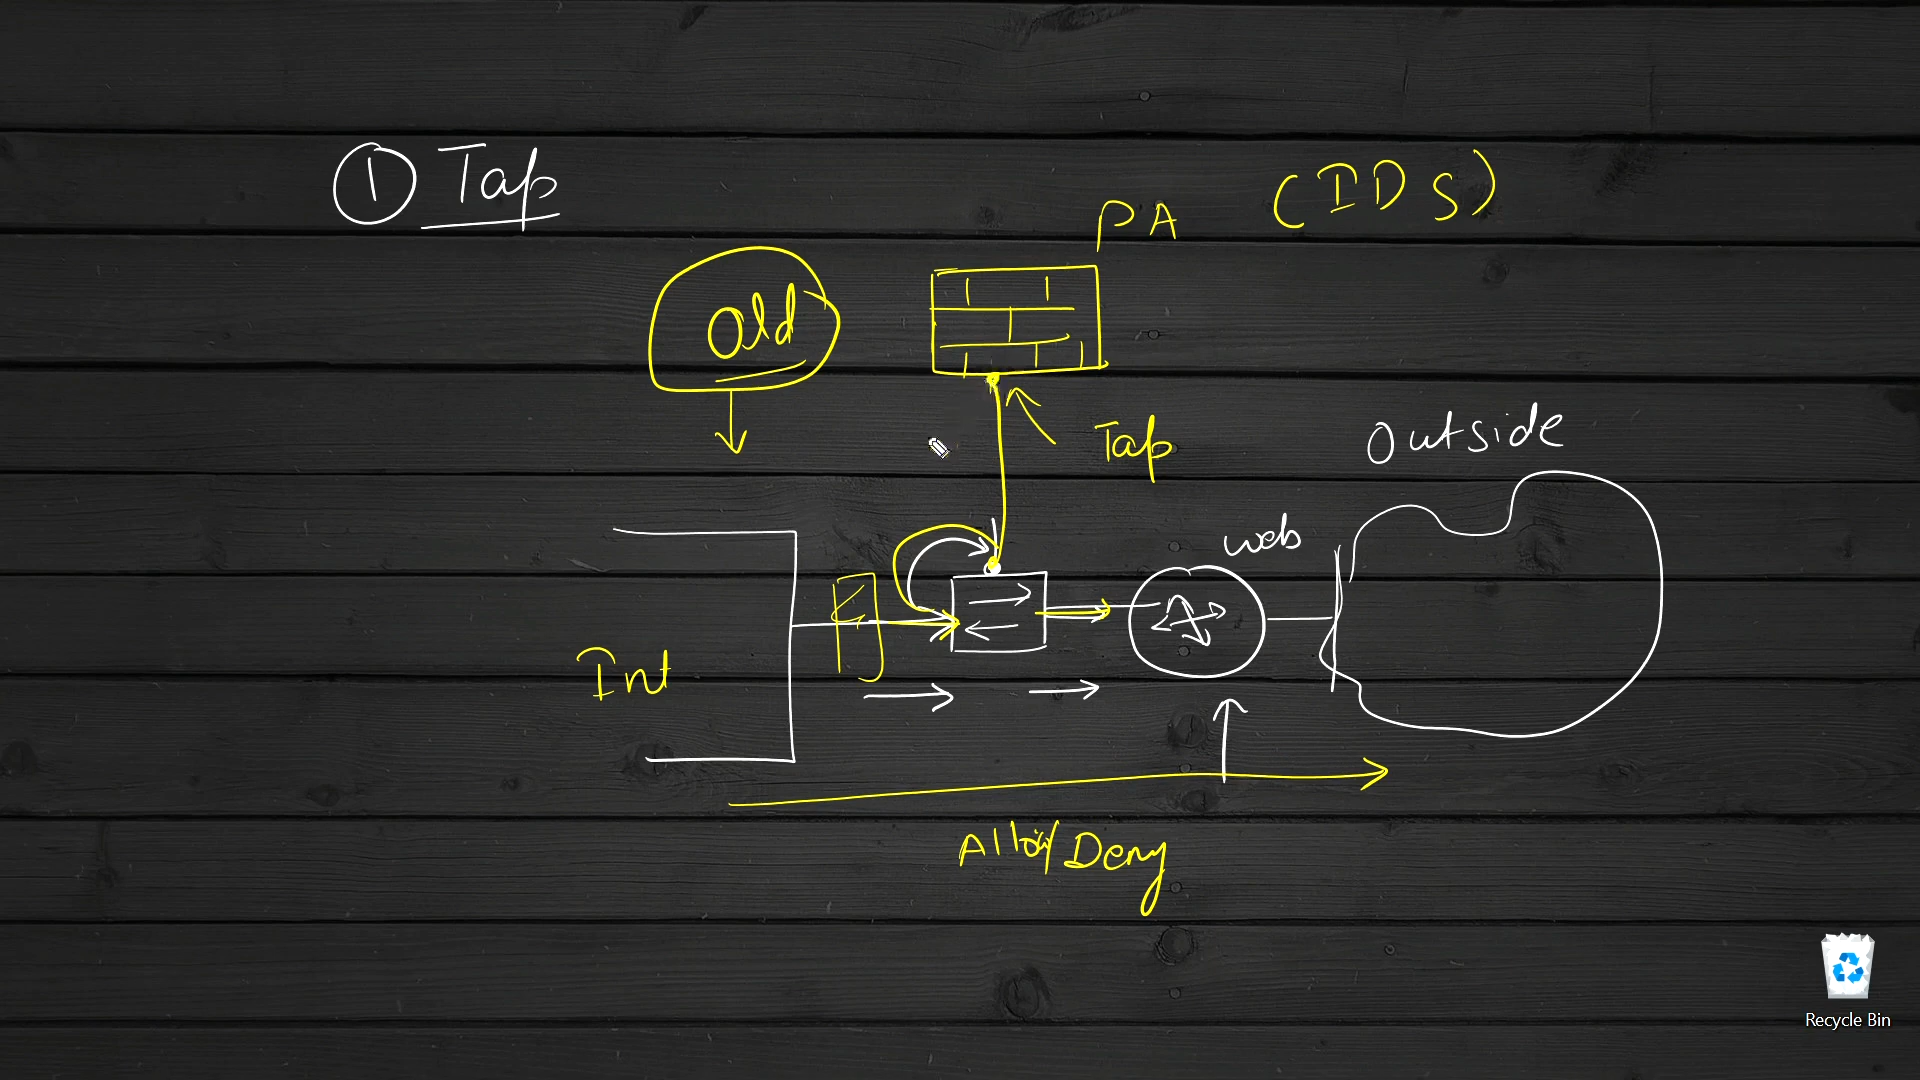 ① Tap
PA (IDS)
Old
Tap
Outside
web
Int
Allow/Deny
Recycle Bin